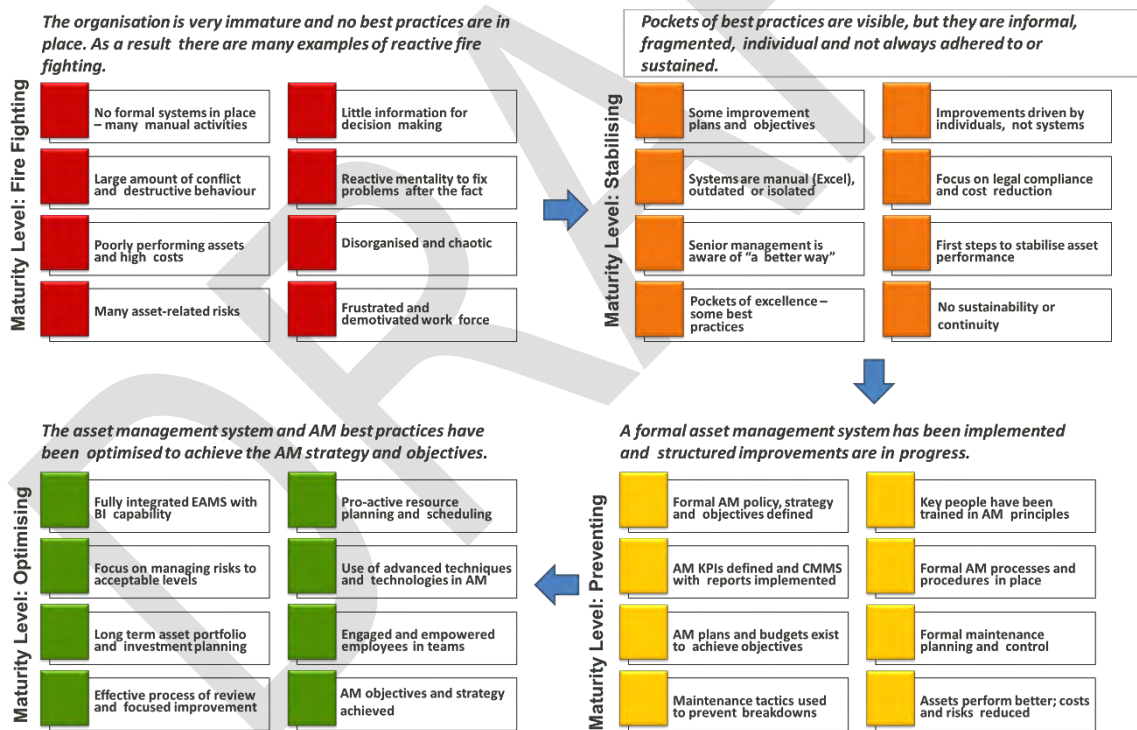 The organisation is very immature and no best practices are in
place. As a result there are many examples of reactive fire
fighting.
Maturity Level: Fire Fighting
No formal systems in place
– many manual activities
Little information for
decision making
Large amount of conflict
and destructive behaviour
Reactive mentality to fix
problems after the fact
Poorly performing assets
and high costs
Disorganised and chaotic
Many asset-related risks
Frustrated and
demotivated work force
Pockets of best practices are visible, but they are informal,
fragmented, individual and not always adhered to or
sustained.
Maturity Level: Stabilising
Some improvement
plans and objectives
Improvements driven by
individuals, not systems
Systems are manual (Excel),
outdated or isolated
Focus on legal compliance
and cost reduction
Senior management is
aware of “a better way”
First steps to stabilise asset
performance
Pockets of excellence –
some best
practices
No sustainability or
continuity
A formal asset management system has been implemented
and structured improvements are in progress.
Maturity Level: Preventing
Formal AM policy, strategy
and objectives defined
Key people have been
trained in AM principles
AM KPIs defined and CMMS
with reports implemented
Formal AM processes and
procedures in place
AM plans and budgets exist
to achieve objectives
Formal maintenance
planning and control
Maintenance tactics used
to prevent breakdowns
Assets perform better; costs
and risks reduced
The asset management system and AM best practices have
been optimised to achieve the AM strategy and objectives.
Maturity Level: Optimising
Fully integrated EAMS with
BI capability
Pro-active resource
planning and scheduling
Focus on managing risks to
acceptable levels
Use of advanced techniques
and technologies in AM
Long term asset portfolio
and investment planning
Engaged and empowered
employees in teams
Effective process of review
and focused improvement
AM objectives and strategy
achieved
DRA